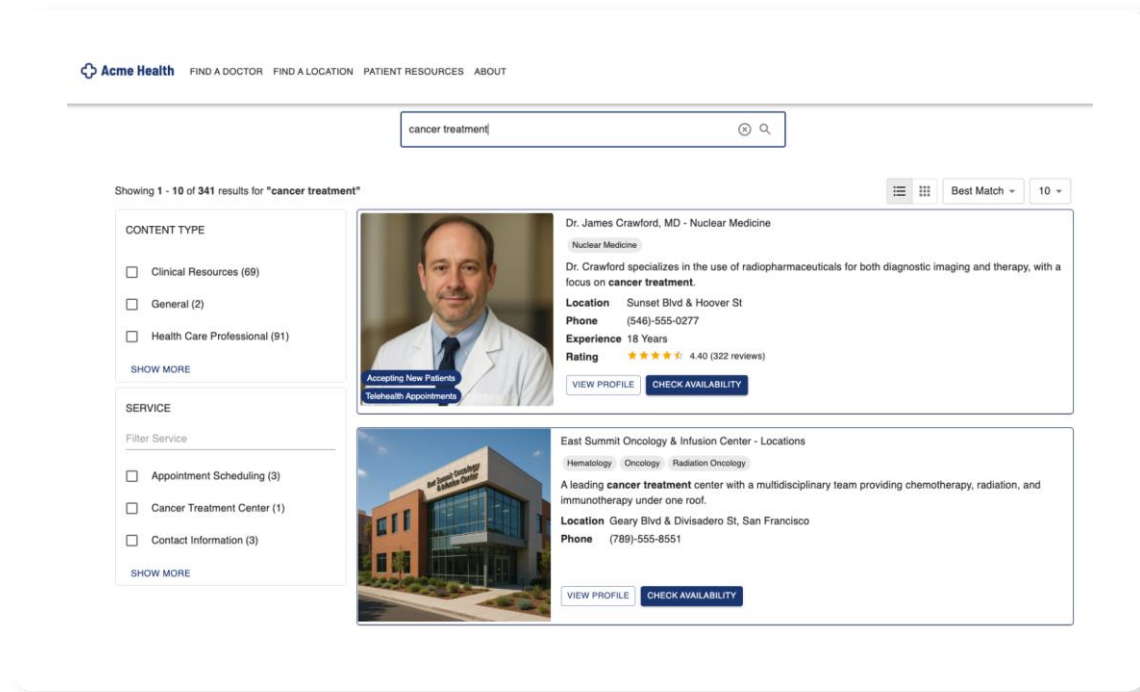 Acme Health FIND A DOCTOR FIND A LOCATION PATIENT RESOURCES ABOUT
cancer treatment
Showing 1 - 10 of 341 results for "cancer treatment"
Best Match
10
CONTENT TYPE
Clinical Resources (69)
General (2)
Health Care Professional (91)
SHOW MORE
SERVICE
Filter Service
Appointment Scheduling (3)
Cancer Treatment Center (1)
Contact Information (3)
SHOW MORE
Accepting New Patients
Telehealth Appointments
Dr. James Crawford, MD - Nuclear Medicine
Nuclear Medicine
Dr. Crawford specializes in the use of radiopharmaceuticals for both diagnostic imaging and therapy, with a
focus on cancer treatment.
Location Sunset Blvd & Hoover St
Phone (546)-555-0277
Experience 18 Years
Rating 4.40 (322 reviews)
VIEW PROFILE CHECK AVAILABILITY
East Summit Oncology
& Infusion Center
East Summit Oncology & Infusion Center - Locations
Hematology Oncology Radiation Oncology
A leading cancer treatment center with a multidisciplinary team providing chemotherapy, radiation, and
immunotherapy under one roof.
Location Geary Blvd & Divisadero St, San Francisco
Phone (789)-555-8551
VIEW PROFILE CHECK AVAILABILITY